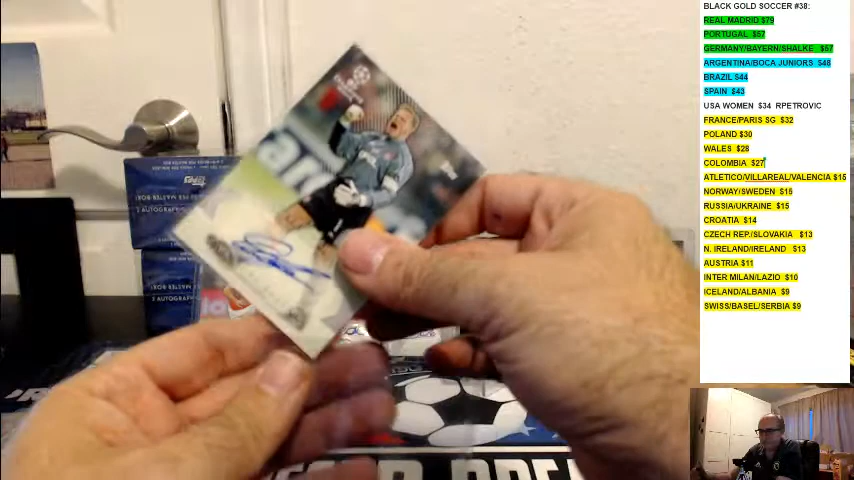 BLACK GOLD SOCCER #38:
REAL MADRID $79
PORTUGAL $57
GERMANY/BAYERN/SHALKE $57
ARGENTINA/BOCA JUNIORS $48
BRAZIL $44
SPAIN $43
USA WOMEN $34 RPETROVIC
FRANCE/PARIS SG $32
POLAND $30
WALES $28
COLOMBIA $27
ATLETICO/VILLAREAL/VALENCIA $15
NORWAY/SWEDEN $16
RUSSIA/UKRAINE $15
CROATIA $14
CZECH REP./SLOVAKIA $13
N. IRELAND/IRELAND $13
AUSTRIA $11
INTER MILAN/LAZIO $10
ICELAND/ALBANIA $9
SWISS/BASEL/SERBIA $9